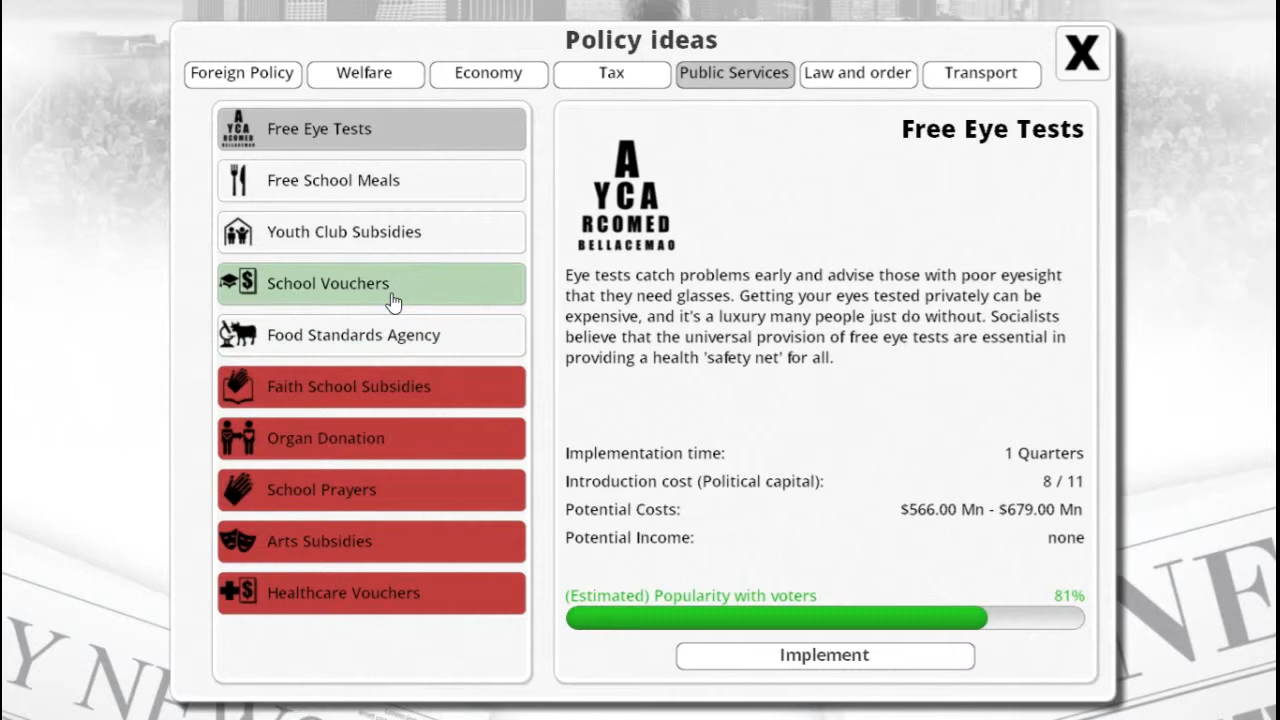 Policy ideas
X
Foreign Policy
Welfare
Economy
Tax
Public Services
Law and order
Transport
A
YCA
RCOMED
BELLACEMAO
Free Eye Tests
Free School Meals
Youth Club Subsidies
$ School Vouchers
Food Standards Agency
Faith School Subsidies
Organ Donation
School Prayers
Arts Subsidies
$ Healthcare Vouchers
Free Eye Tests
A
YCA
RCOMED
BELLACEMAO
Eye tests catch problems early and advise those with poor eyesight
that they need glasses. Getting your eyes tested privately can be
expensive, and it's a luxury many people just do without. Socialists
believe that the universal provision of free eye tests are essential in
providing a health 'safety net' for all.
Implementation time: 1 Quarters
Introduction cost (Political capital): 8 / 11
Potential Costs: $566.00 Mn - $679.00 Mn
Potential Income: none
(Estimated) Popularity with voters 81%
Implement
Y NEW
NE